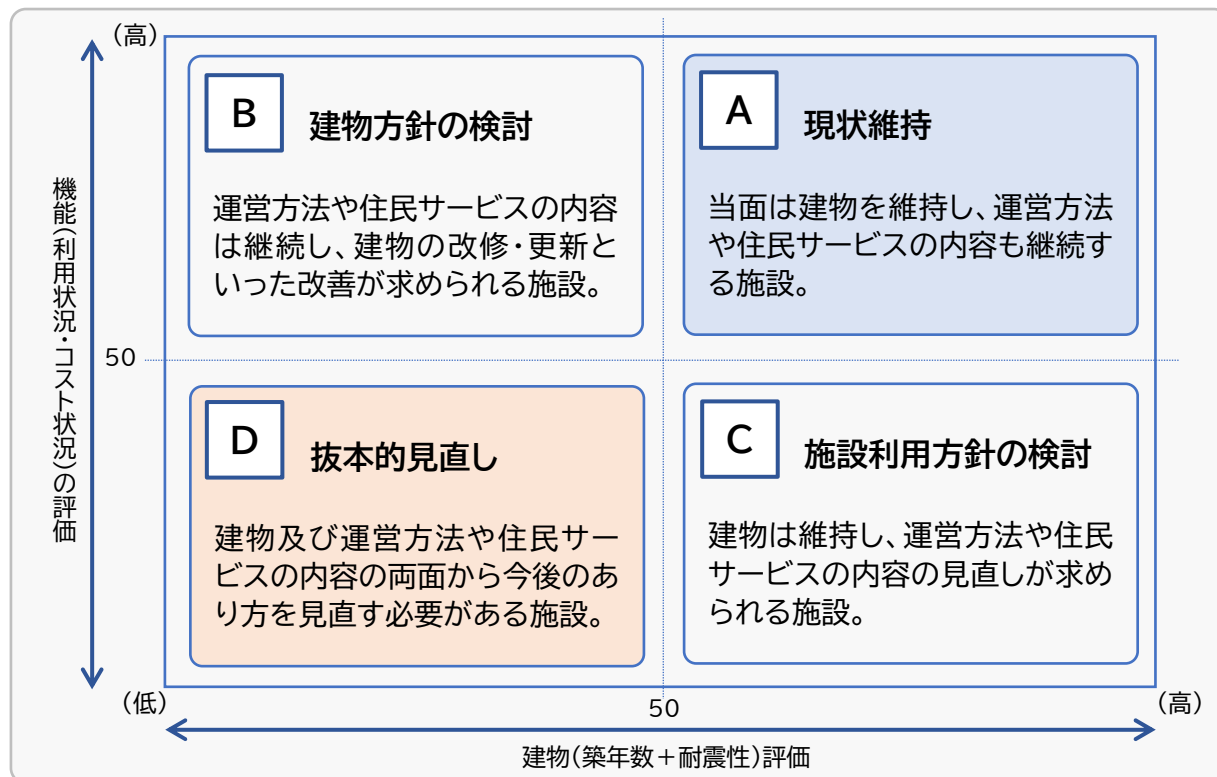 (高)
B
建物方針の検討
運営方法や住民サービスの内容
は継続し、建物の改修・更新と
いった改善が求められる施設。
A
現状維持
当面は建物を維持し、運営方法
や住民サービスの内容も継続す
る施設。
機能(利用状況・コスト状況)の評価
50
D
抜本的見直し
建物及び運営方法や住民サー
ビスの内容の両面から今後のあ
り方を見直す必要がある施設。
C
施設利用方針の検討
建物は維持し、運営方法や住民
サービスの内容の見直しが求め
られる施設。
(低)
50
(高)
建物(築年数+耐震性)評価